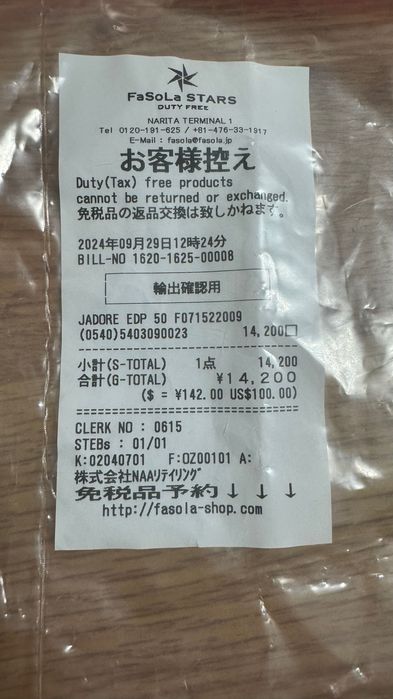 FaSoLa STARS
DUTY FREE
NARITA TERMINAL 1
Tel 0120-191-625 / +81-476-33-1917
E-Mail : fasola@fasola.jp
お客様控え
Duty(Tax) free products
cannot be returned or exchanged.
免税品の返品交換は致しかねます。
2024年09月29日12時24分
BILL-NO 1620-1625-00008
輸出確認用
JADORE EDP 50 F071522009
(0540)5403090023 14,200□
小計(S-TOTAL) 1点 14,200
合計(G-TOTAL) ¥14,200
($ = ¥142.00 US$100.00)
CLERK NO : 0615
STEBs : 01/01
K:02040701 F:OZ00101 A:
株式会社NAAリテイリング
免税品予約↓ ↓ ↓
http://fasola-shop.com